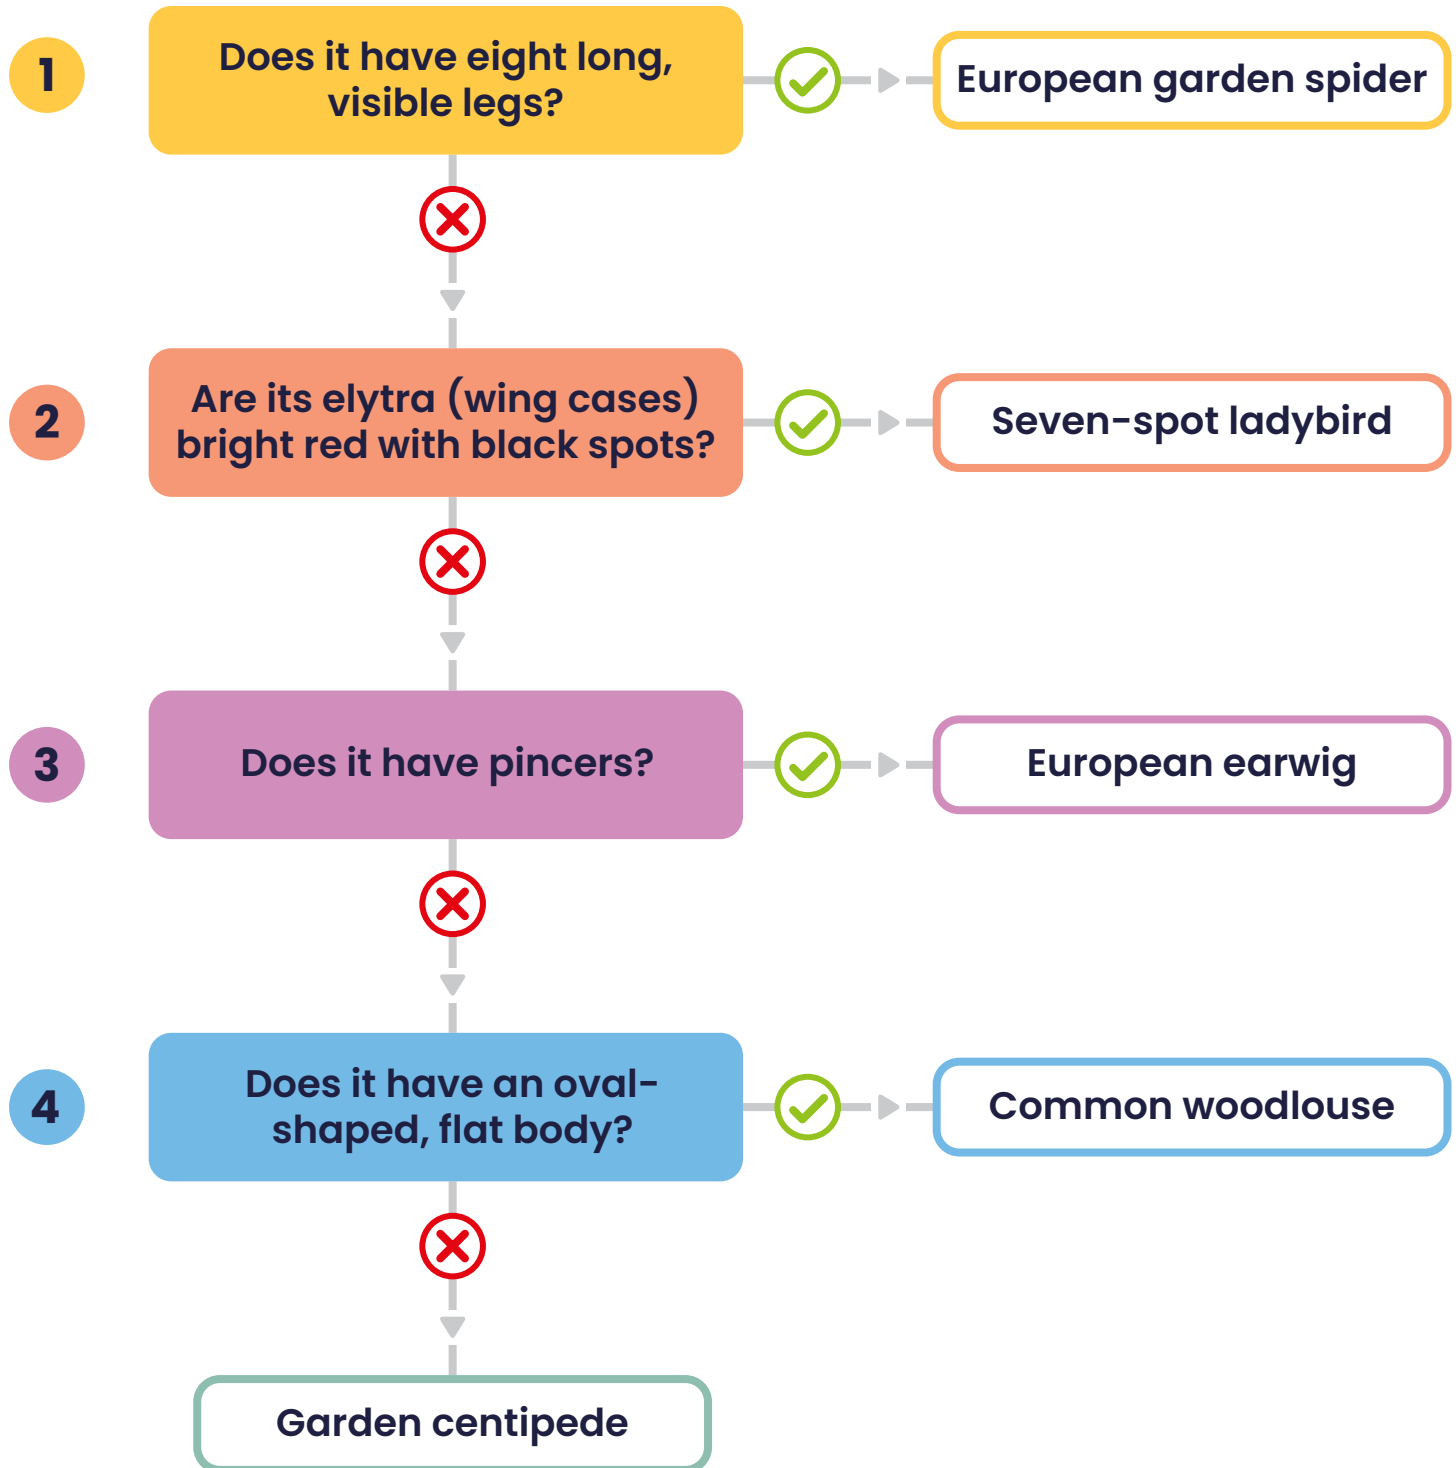 1
Does it have eight long,
visible legs?
European garden spider
2
Are its elytra (wing cases)
bright red with black spots?
Seven-spot ladybird
3
Does it have pincers?
European earwig
4
Does it have an oval-
shaped, flat body?
Common woodlouse
Garden centipede